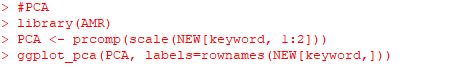 > #PCA
> library(AMR)
> PCA <- prcomp(scale(NEW[keyword, 1:2]))
> ggplot_pca(PCA, labels=rownames(NEW[keyword,]))